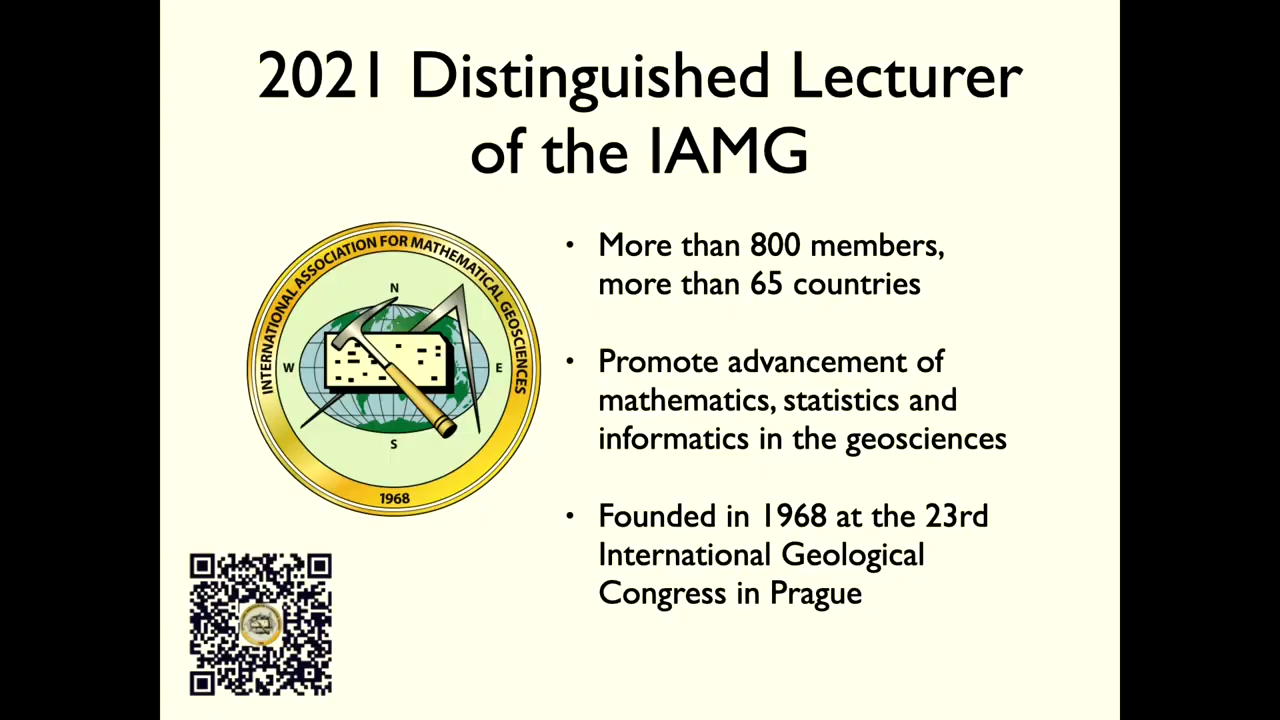 2021 Distinguished Lecturer
of the IAMG
INTERNATIONAL ASSOCIATION FOR MATHEMATICAL GEOSCIENCES
N
W
E
S
1968
• More than 800 members,
more than 65 countries
• Promote advancement of
mathematics, statistics and
informatics in the geosciences
• Founded in 1968 at the 23rd
International Geological
Congress in Prague